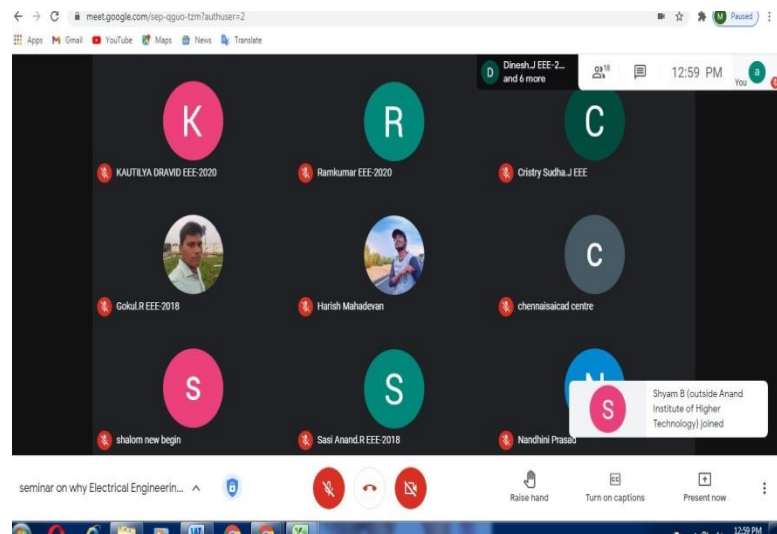 meet.google.com/sep-qguo-tzm?authuser=2
M Paused
Apps Gmail YouTube Maps News Translate
D Dinesh.J EEE-2...
and 6 more
18
12:59 PM
You
a
K
R
C
KAUTILYA DRAVID EEE-2020
Ramkumar EEE-2020
Cristry Sudha.J EEE
C
Gokul.R EEE-2018
Harish Mahadevan
chennaisaicad centre
S
S
shalom new begin
Sasi Anand.R EEE-2018
Nandhini Prasad
S
Shyam B (outside Anand
Institute of Higher
Technology) joined
seminar on why Electrical Engineerin...
Raise hand
Turn on captions
Present now
12:59 PM